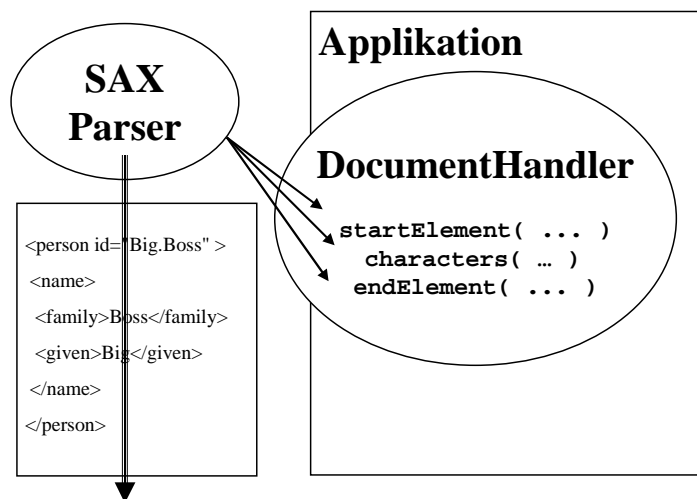 SAX
Parser
Applikation
DocumentHandler
startElement( ... )
characters( … )
endElement( ... )
<person id="Big.Boss" >
<name>
<family>Boss</family>
<given>Big</given>
</name>
</person>